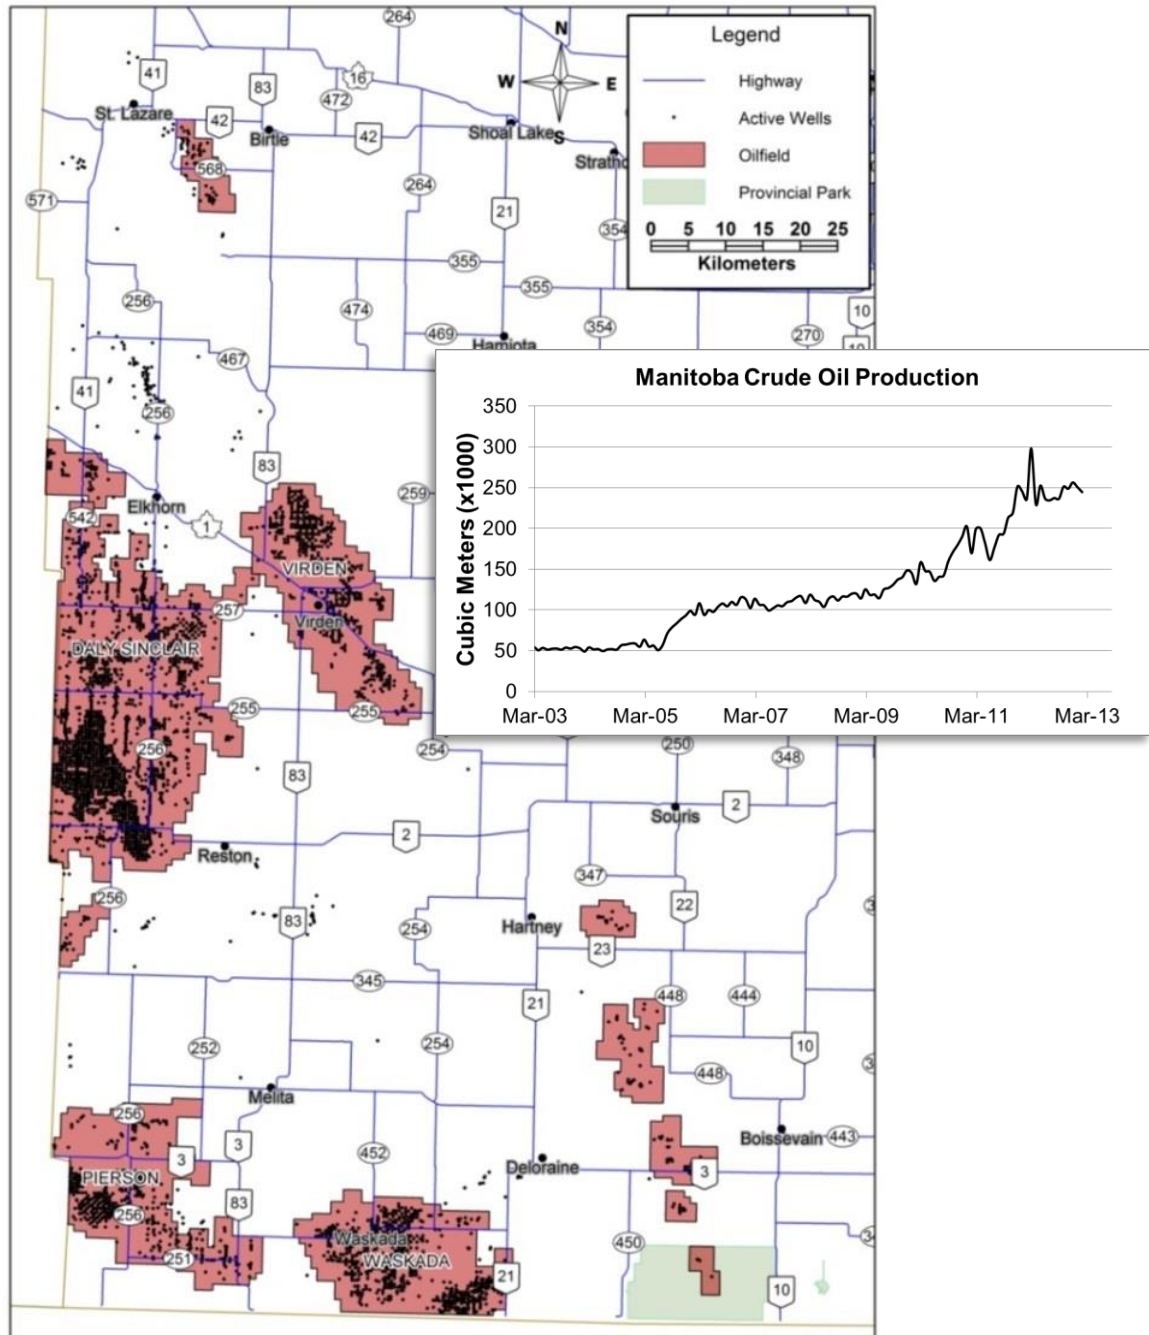 264
N
Legend
41
83
16
W
E
Highway
472
Active Wells
St. Lazare
42
Birtle
42
Shoal Lake
S
Strathc
Oilfield
568
264
Provincial Park
571
21
354
0 5 10 15 20 25
Kilometers
355
355
256
474
469
354
270
10
Hamiota
467
41
256
83
Elkhorn
259
542
1
VIRDEN
257
Virden
DALY SINCLAIR
255
255
256
254
83
Manitoba Crude Oil Production
Cubic Meters (x1000)
350
300
250
200
150
100
50
0
Mar-03 Mar-05 Mar-07 Mar-09 Mar-11 Mar-13
250
348
Souris
2
2
Reston
347
256
22
83
254
Hartney
23
345
448
444
21
252
254
10
448
Melita
256
3
452
Boissevain
443
3
Deloraine
3
PIERSON
256
83
Waskada
WASKADA
251
21
450
10